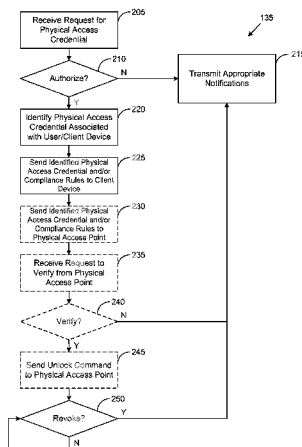 205
135
Receive Request for
Physical Access
Credential
210
215
Authorize?
N
Transmit Appropriate
Notifications
Y
220
Identify Physical Access
Credential Associated
with User/Client Device
225
Send Identified Physical
Access Credential and/or
Compliance Rules to Client
Device
230
Send Identified Physical
Access Credential and/or
Compliance Rules to
Physical Access Point
235
Receive Request to
Verify from Physical
Access Point
240
Verify?
N
Y
245
Send Unlock Command
to Physical Access Point
250
Revoke?
Y
N